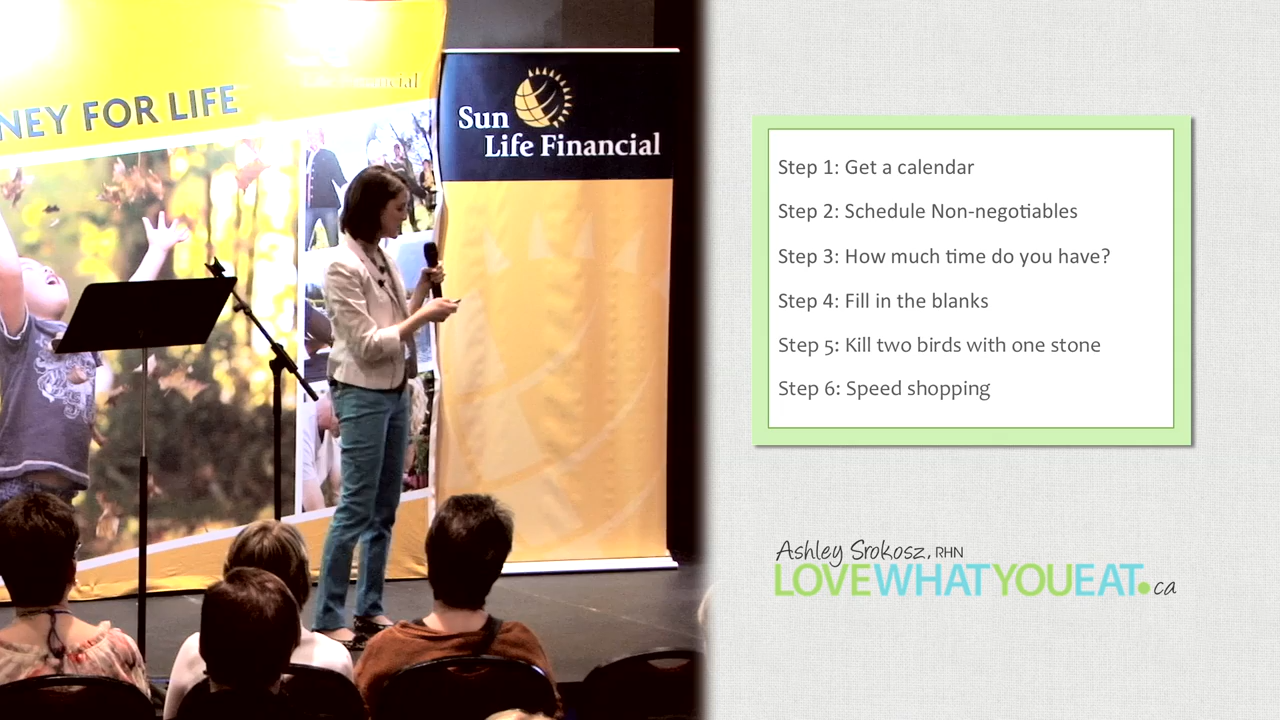 NEY FOR LIFE
Life Financial
Sun
Life Financial
Step 1: Get a calendar
Step 2: Schedule Non-negotiables
Step 3: How much time do you have?
Step 4: Fill in the blanks
Step 5: Kill two birds with one stone
Step 6: Speed shopping
Ashley Srokosz, RHN
LOVEWHATYOUEAT.ca